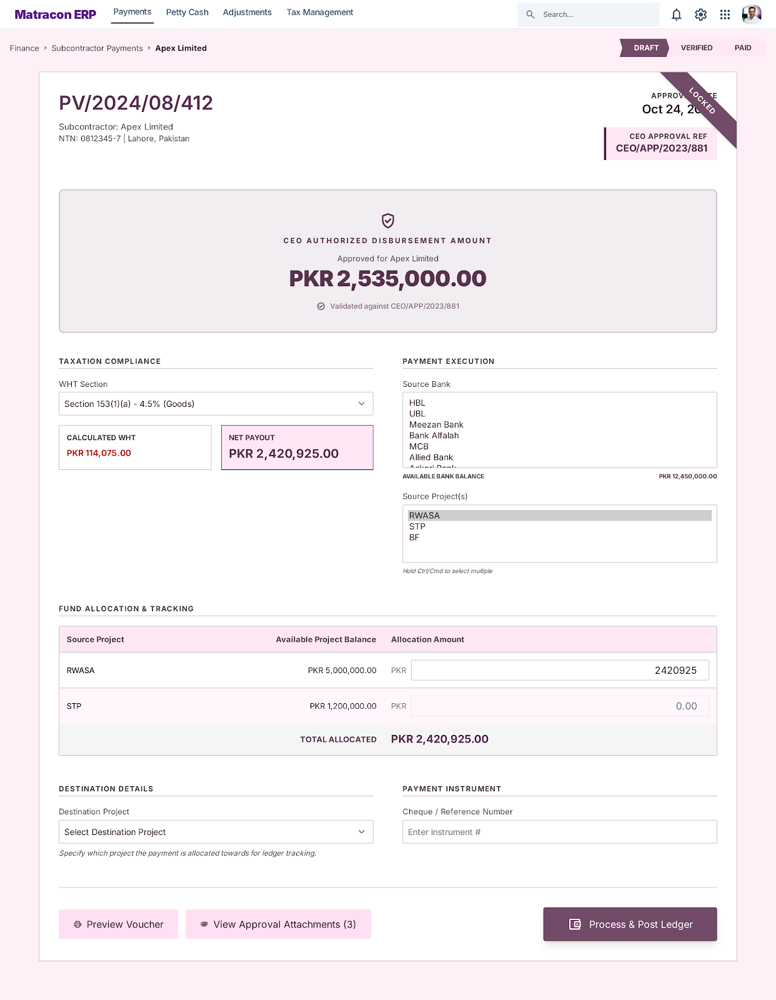 Matracon ERP
Payments
Petty Cash
Adjustments
Tax Management
Search...
Finance › Subcontractor Payments › Apex Limited
DRAFT
VERIFIED
PAID
PV/2024/08/412
Subcontractor: Apex Limited
NTN: 0812345-7 | Lahore, Pakistan
LOCKED
Oct 24,
CEO APPROVAL REF
CEO/APP/2023/881
CEO AUTHORIZED DISBURSEMENT AMOUNT
Approved for Apex Limited
PKR 2,535,000.00
Validated against CEO/APP/2023/881
TAXATION COMPLIANCE
WHT Section
Section 153(1)(a) - 4.5% (Goods)
CALCULATED WHT
PKR 114,075.00
NET PAYOUT
PKR 2,420,925.00
PAYMENT EXECUTION
Source Bank
HBL
UBL
Meezan Bank
Bank Alfalah
MCB
Allied Bank
AVAILABLE BANK BALANCE
PKR 12,450,000.00
Source Project(s)
RWASA
STP
BF
Hold Ctrl/Cmd to select multiple
FUND ALLOCATION & TRACKING
Source Project
Available Project Balance
Allocation Amount
RWASA
PKR 5,000,000.00
PKR
2420925
STP
PKR 1,200,000.00
PKR
0.00
TOTAL ALLOCATED
PKR 2,420,925.00
DESTINATION DETAILS
Destination Project
Select Destination Project
Specify which project the payment is allocated towards for ledger tracking.
PAYMENT INSTRUMENT
Cheque / Reference Number
Enter instrument #
Preview Voucher
View Approval Attachments (3)
Process & Post Ledger